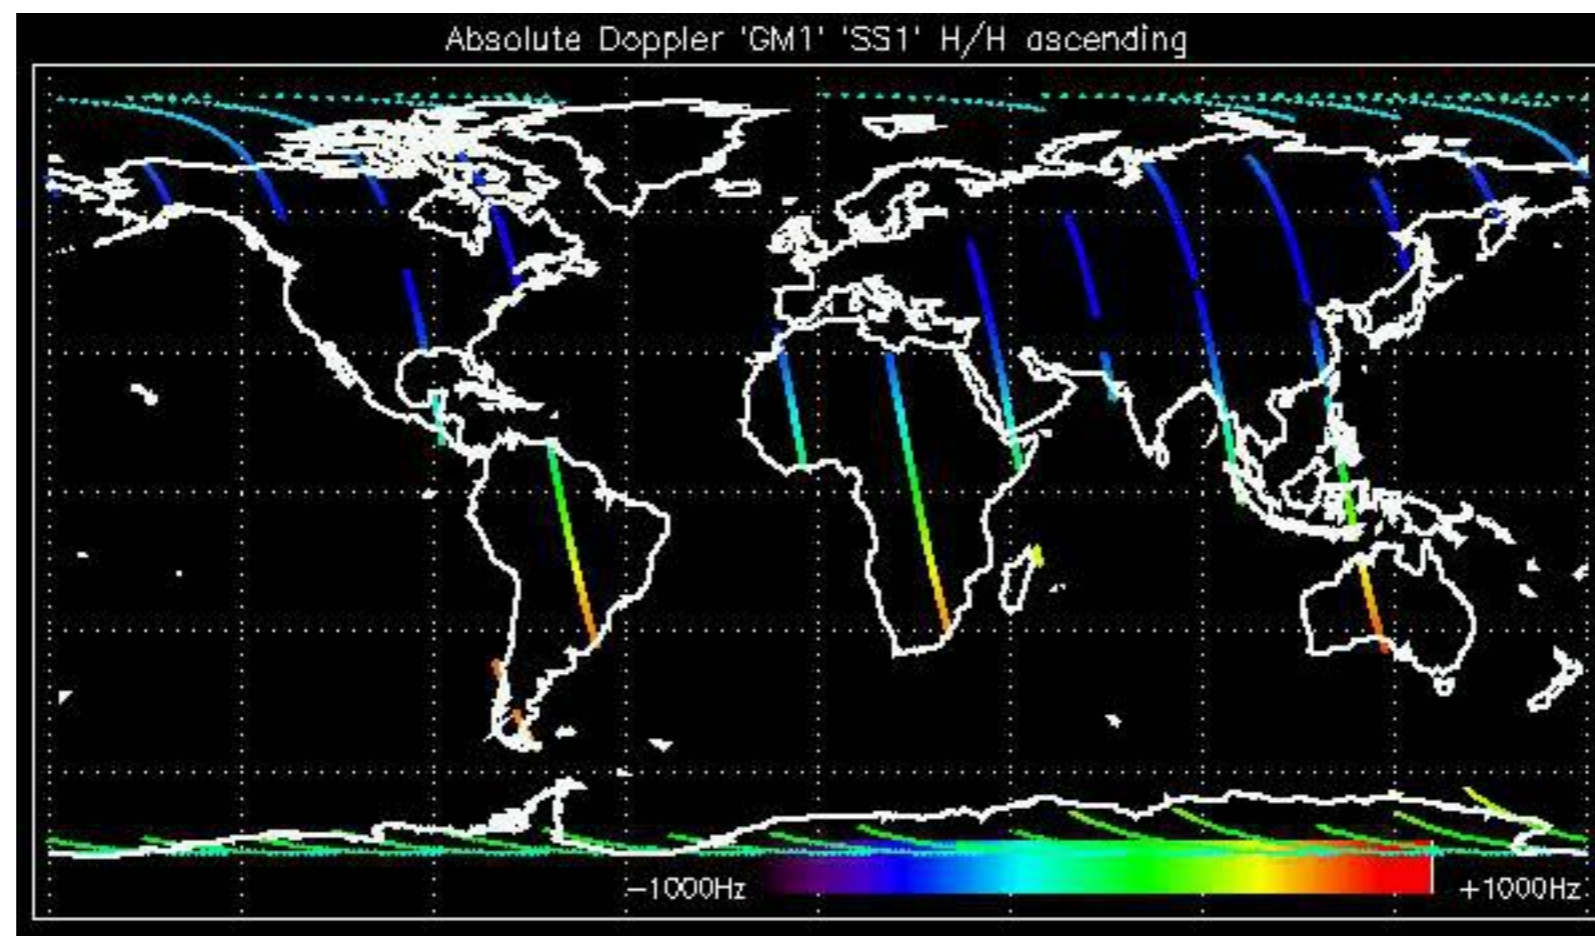 Absolute Doppler 'GM1' 'SS1' H/H ascending
−1000Hz
+1000Hz